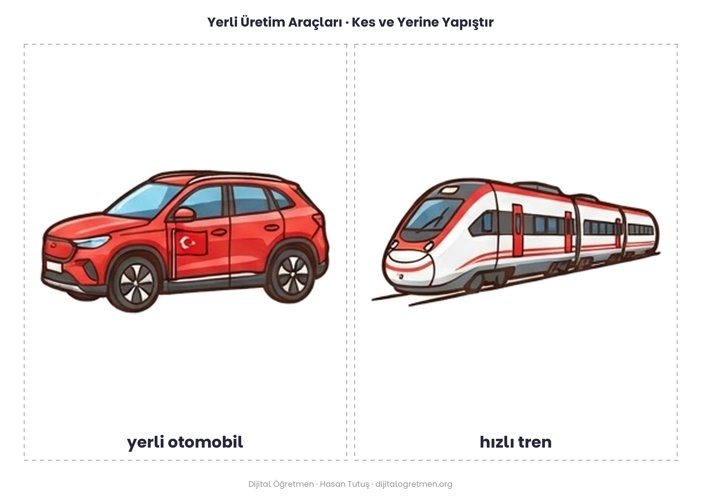 Yerli Üretim Araçları · Kes ve Yerine Yapıştır
yerli otomobil
hızlı tren
Dijital Öğretmen · Hasan Tutuş · dijitalogretmen.org